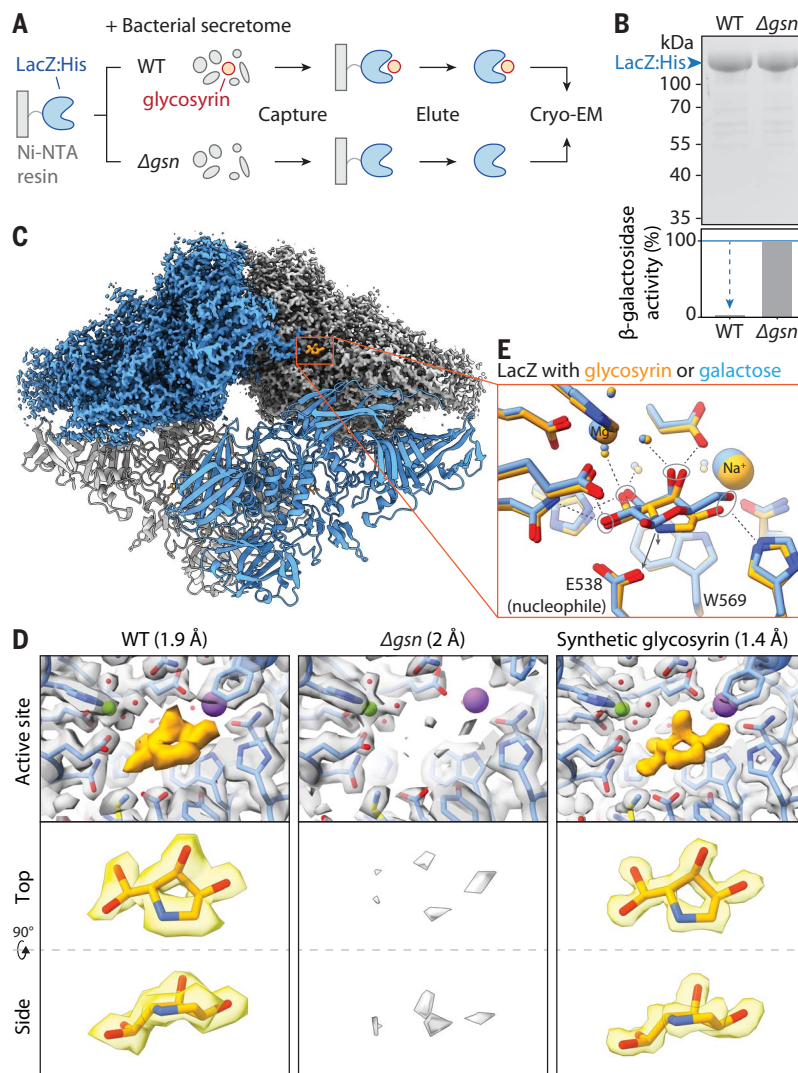 A
+ Bacterial secretome
LacZ:His
WT
glycosyrin
Capture
Elute
Cryo-EM
Ni-NTA
resin
Δgsn
B
WT Δgsn
kDa
LacZ:His
100
70
55
40
35
β-galactosidase
activity (%)
100
0
WT Δgsn
C
E
LacZ with glycosyrin or galactose
Mg
Na+
E538
(nucleophile)
W569
D
WT (1.9 Å)
Δgsn (2 Å)
Synthetic glycosyrin (1.4 Å)
Active site
Top
90°
Side